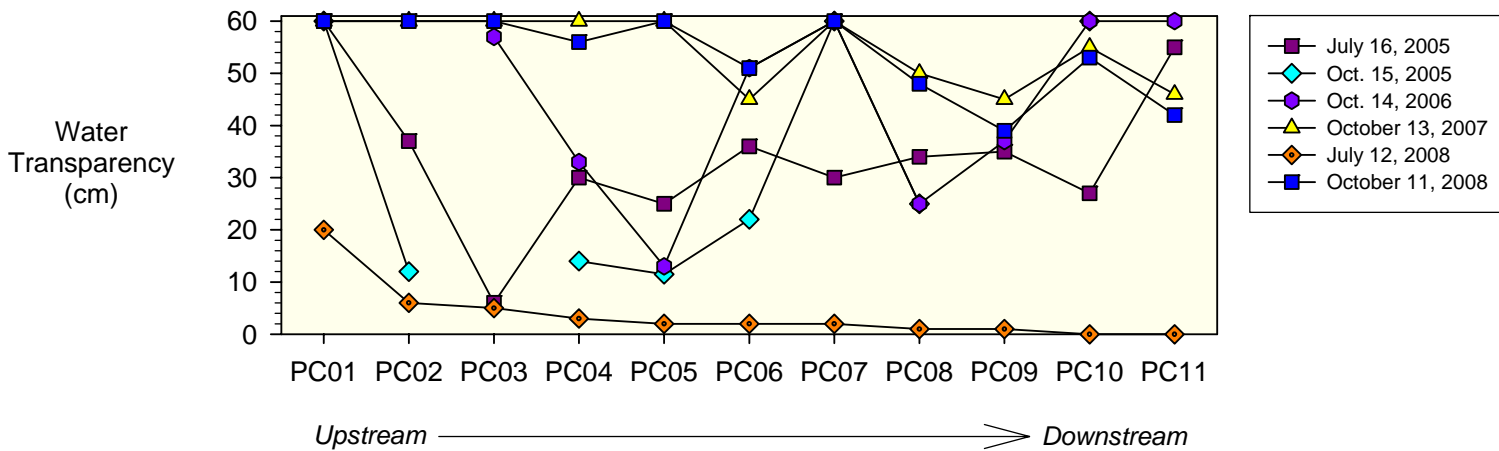 Water
Transparency
(cm)
60
50
40
30
20
10
0
PC01 PC02 PC03 PC04 PC05 PC06 PC07 PC08 PC09 PC10 PC11
Upstream Downstream
July 16, 2005
Oct. 15, 2005
Oct. 14, 2006
October 13, 2007
July 12, 2008
October 11, 2008